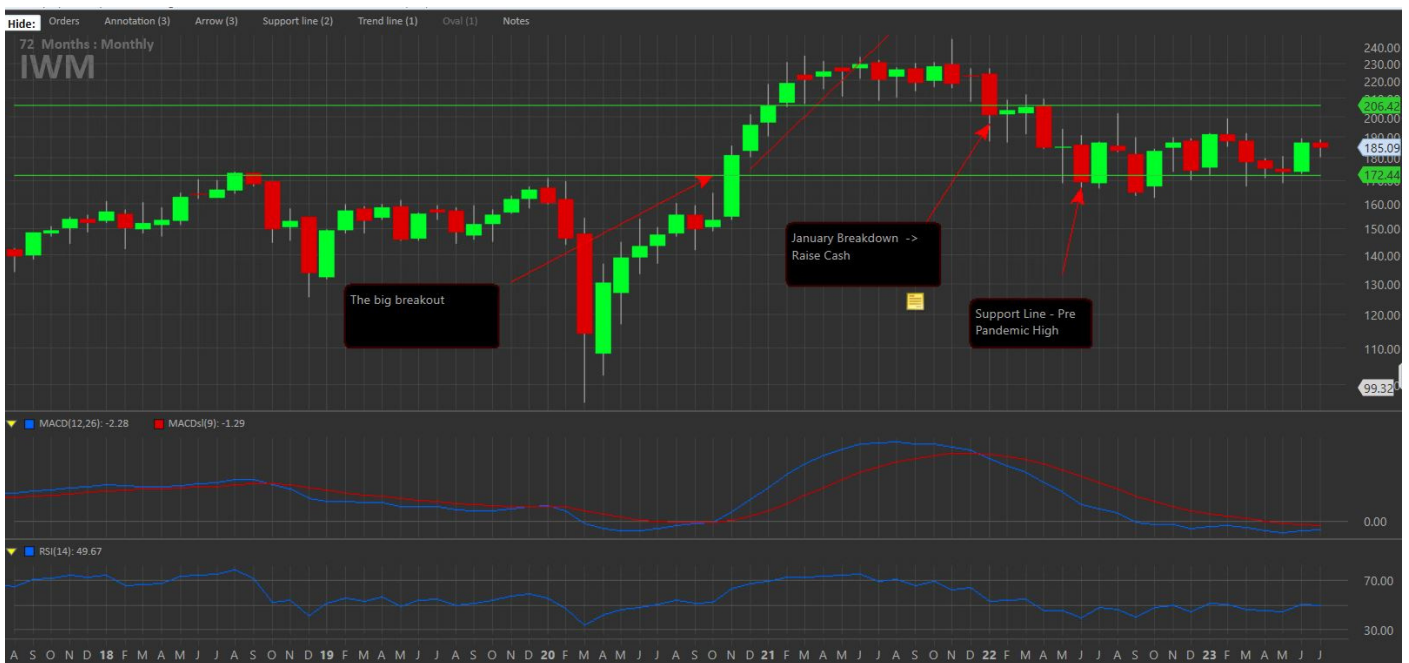 Hide: Orders Annotation (3) Arrow (3) Support line (2) Trend line (1) Oval (1) Notes
72 Months : Monthly
IWM
240.00
230.00
220.00
206.42
200.00
190.00
185.09
180.00
172.44
160.00
150.00
140.00
130.00
120.00
110.00
99.32
January Breakdown ->
Raise Cash
The big breakout
Support Line - Pre
Pandemic High
MACD(12,26): -2.28 MACDsl(9): -1.29
0.00
RSI(14): 49.67
70.00
30.00
A S O N D 18 F M A M J J A S O N D 19 F M A M J J A S O N D 20 F M A M J J A S O N D 21 F M A M J J A S O N D 22 F M A M J J A S O N D 23 F M A M J J